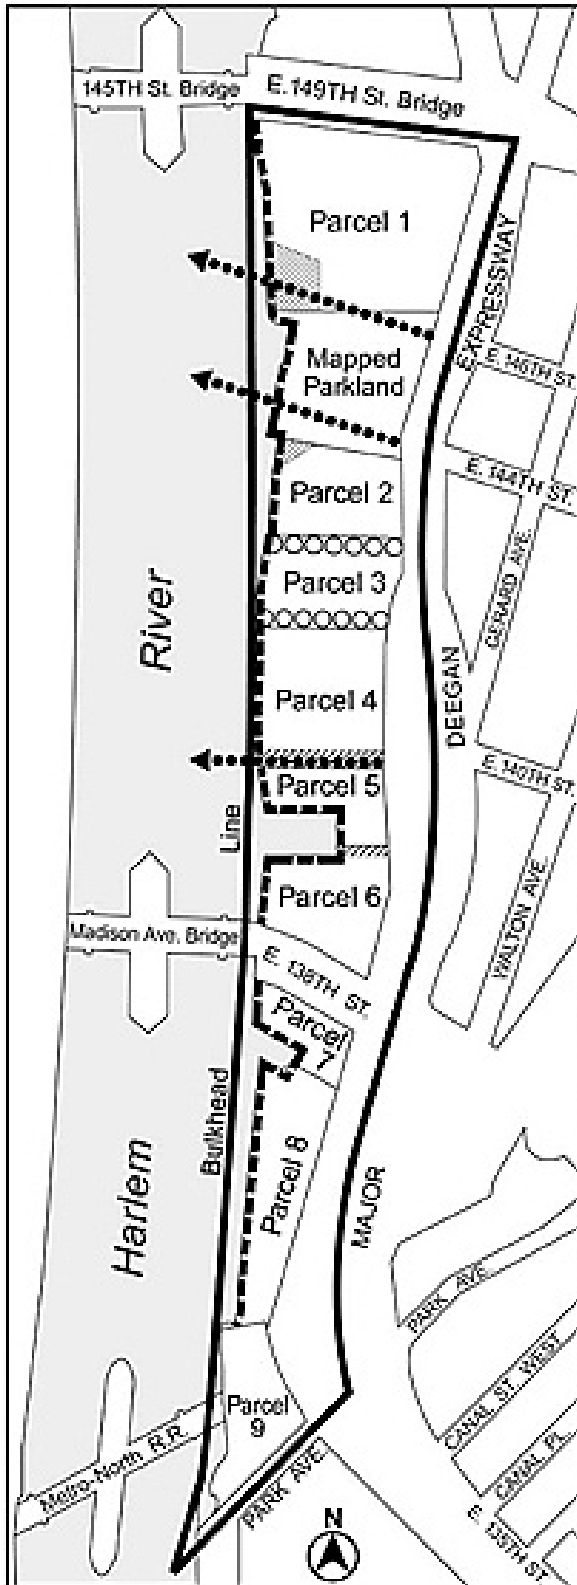 145TH St. Bridge
E. 149TH St. Bridge
Parcel 1
EXPRESSWAY
Mapped
Parkland
E. 146TH ST.
E. 144TH ST.
Parcel 2
GERARD AVE.
Parcel 3
River
Parcel 4
DEEGAN
E. 140TH ST.
Parcel 5
Line
Parcel 6
WALTON AVE.
Madison Ave. Bridge
E. 138TH ST.
Parcel
7
Bulkhead
Parcel 8
Harlem
MAJOR
PARK AVE.
CANAL ST. WEST
Parcel
9
CANAL PL.
Metro-North R.R.
PARK AVE.
E. 135TH ST.
N